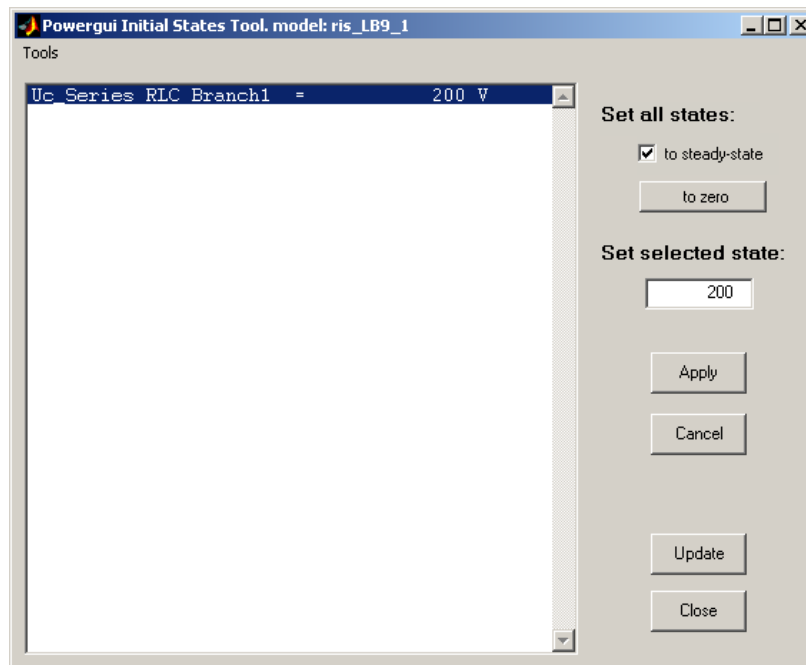 Powergui Initial States Tool. model: ris_LB9_1
Tools
Uc_Series RLC Branch1 = 200 V
Set all states:
to steady-state
to zero
Set selected state:
200
Apply
Cancel
Update
Close